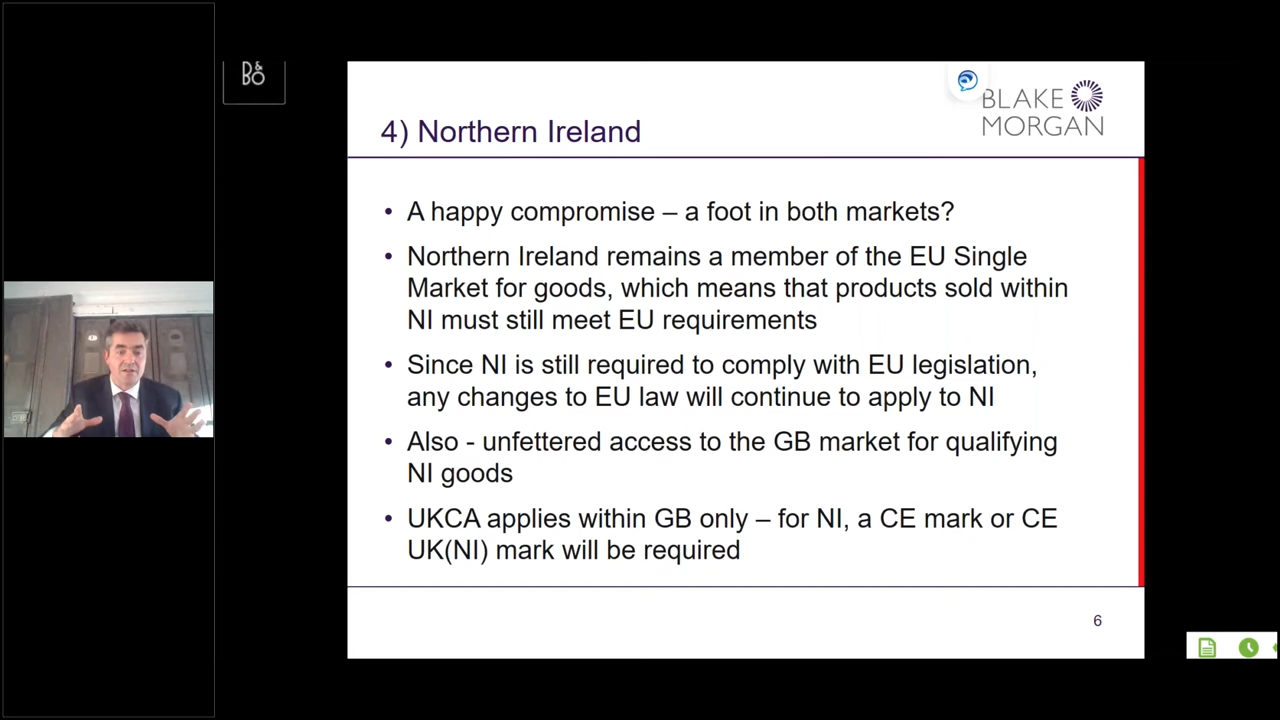 B&
BO
BLAKE
MORGAN
4) Northern Ireland
• A happy compromise – a foot in both markets?
• Northern Ireland remains a member of the EU Single
Market for goods, which means that products sold within
NI must still meet EU requirements
• Since NI is still required to comply with EU legislation,
any changes to EU law will continue to apply to NI
• Also - unfettered access to the GB market for qualifying
NI goods
• UKCA applies within GB only – for NI, a CE mark or CE
UK(NI) mark will be required
6